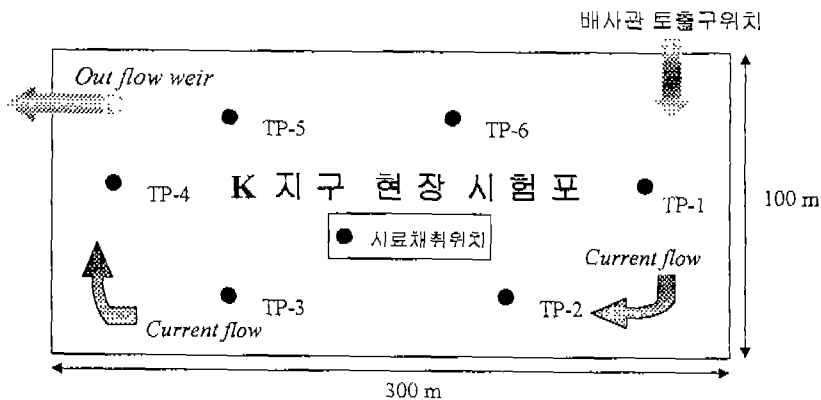 배사관 토출구위치
Out flow weir
TP-5
TP-6
TP-4
K 지구 현장 시험포
TP-1
100 m
시료채취위치
Current flow
TP-3
TP-2
Current flow
300 m